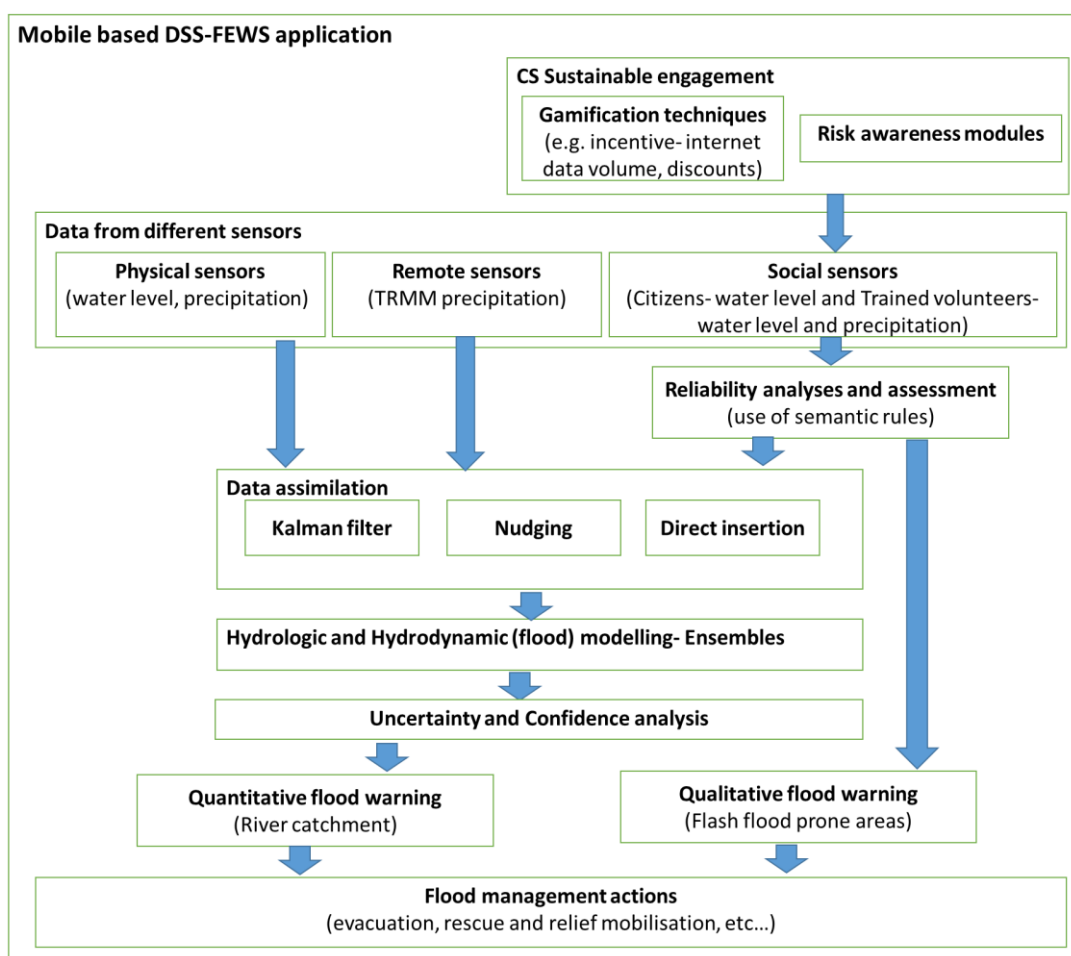 Mobile based DSS-FEWS application
CS Sustainable engagement
Gamification techniques
(e.g. incentive- internet
data volume, discounts)
Risk awareness modules
Data from different sensors
Physical sensors
(water level, precipitation)
Remote sensors
(TRMM precipitation)
Social sensors
(Citizens- water level and Trained volunteers-
water level and precipitation)
Reliability analyses and assessment
(use of semantic rules)
Data assimilation
Kalman filter
Nudging
Direct insertion
Hydrologic and Hydrodynamic (flood) modelling- Ensembles
Uncertainty and Confidence analysis
Quantitative flood warning
(River catchment)
Qualitative flood warning
(Flash flood prone areas)
Flood management actions
(evacuation, rescue and relief mobilisation, etc...)